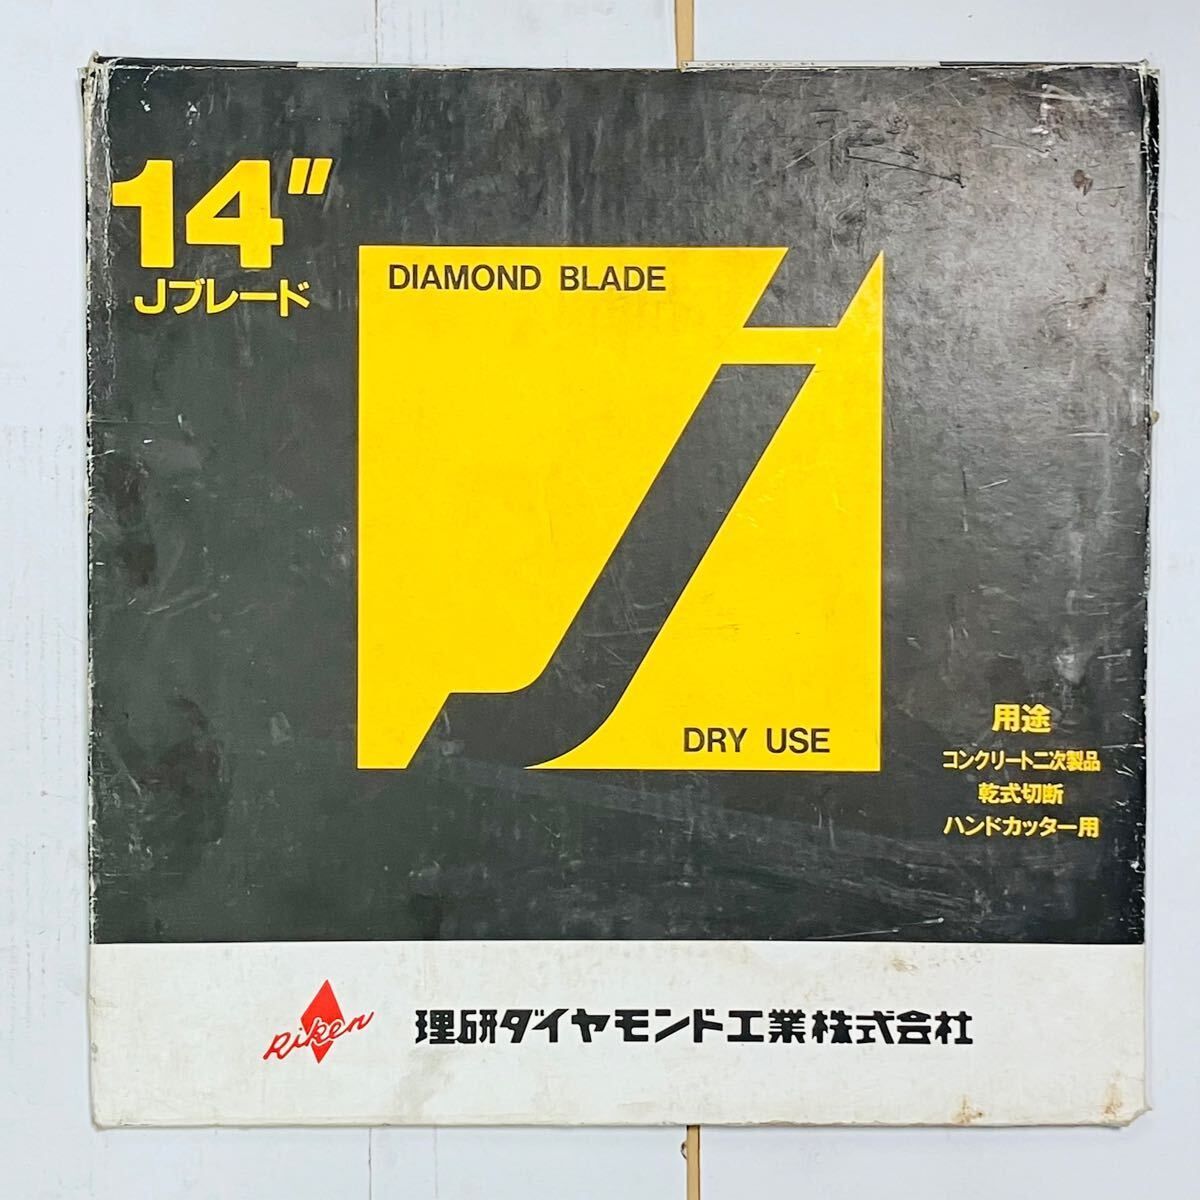 14"
Jブレード
DIAMOND BLADE
j
DRY USE
用途
コンクリート二次製品
乾式切断
ハンドカッター用
Riken
理研ダイヤモンド工業株式会社